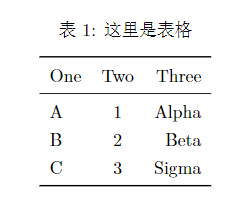 表 1: 这里是表格
One Two Three
A 1 Alpha
B 2 Beta
C 3 Sigma